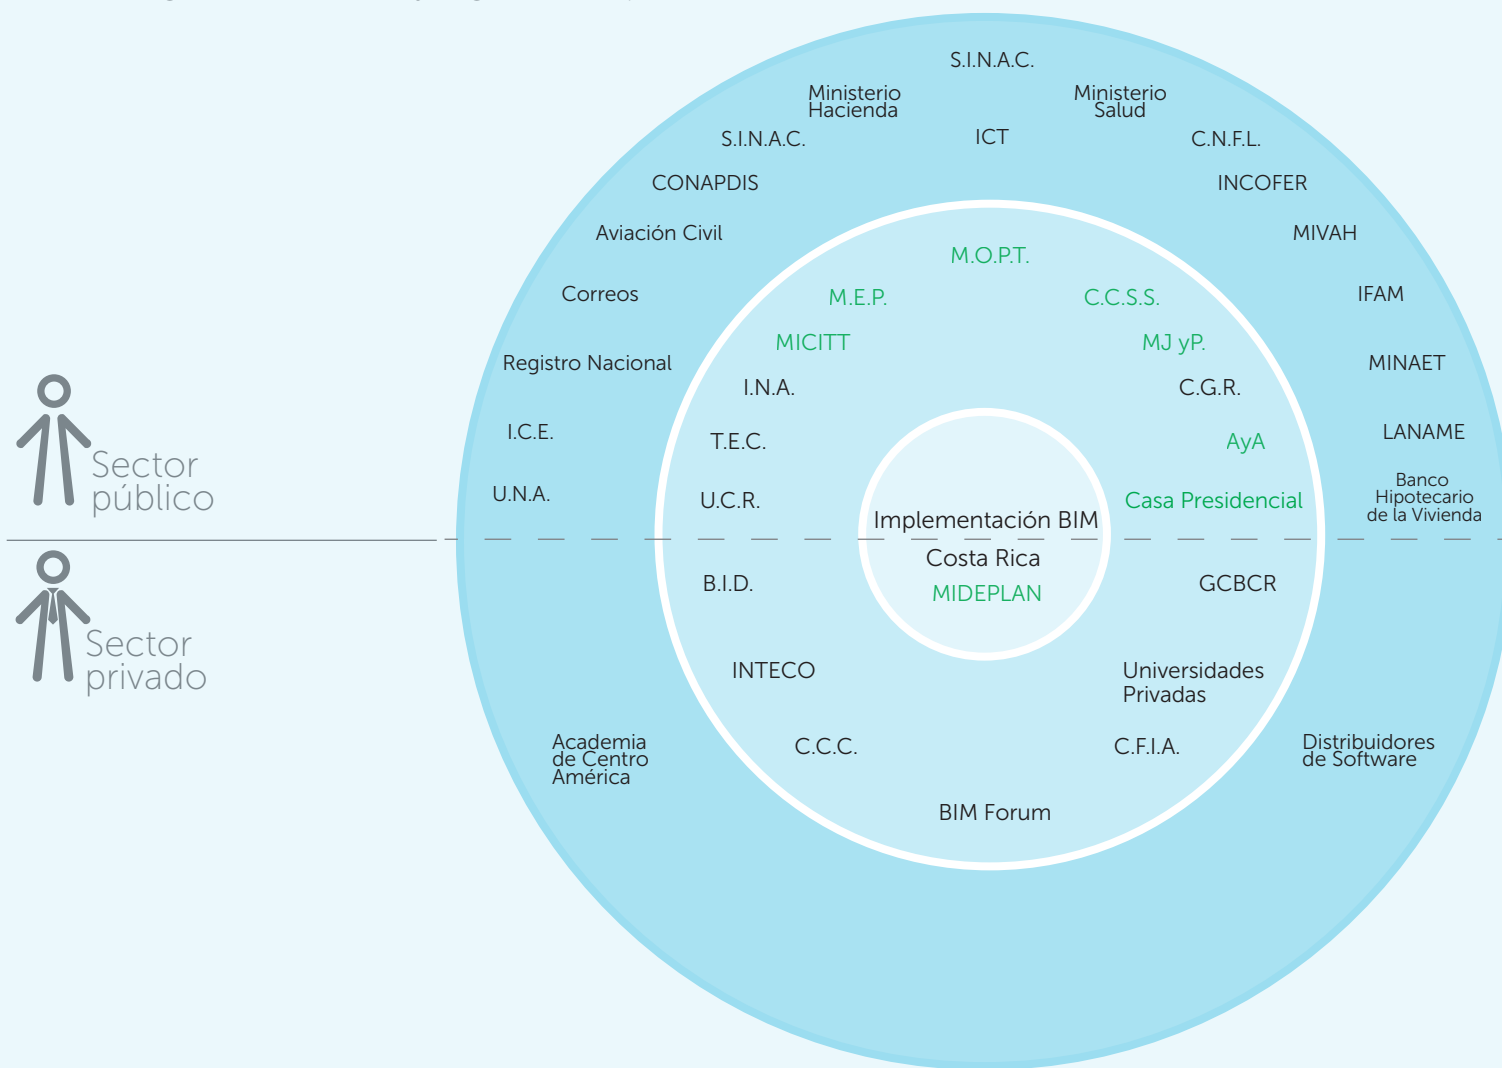 S.I.N.A.C.
Ministerio
Hacienda
Ministerio
Salud
S.I.N.A.C.
ICT
C.N.F.L.
CONAPDIS
INCOFER
Aviación Civil
MIVAH
M.O.P.T.
Correos
M.E.P.
C.C.S.S.
IFAM
MICITT
MJ yP.
Registro Nacional
MINAET
I.N.A.
C.G.R.
I.C.E.
T.E.C.
AyA
LANAME
Sector
público
U.N.A.
U.C.R.
Casa Presidencial
Banco
Hipotecario
de la Vivienda
Implementación BIM
Costa Rica
MIDEPLAN
B.I.D.
GCBCR
Sector
privado
INTECO
Universidades
Privadas
Academia
de Centro
América
C.C.C.
C.F.I.A.
Distribuidores
de Software
BIM Forum